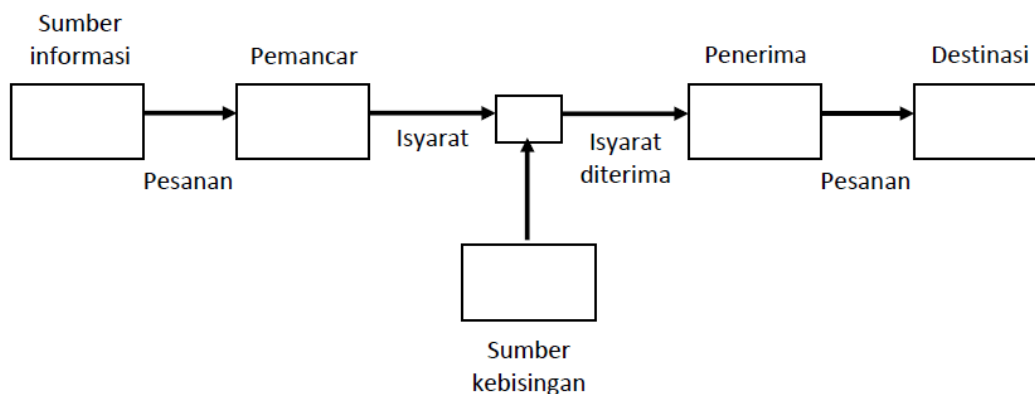 Sumber
informasi
Pemancar
Penerima
Destinasi
Pesanan
Isyarat
Isyarat
diterima
Pesanan
Sumber
kebisingan